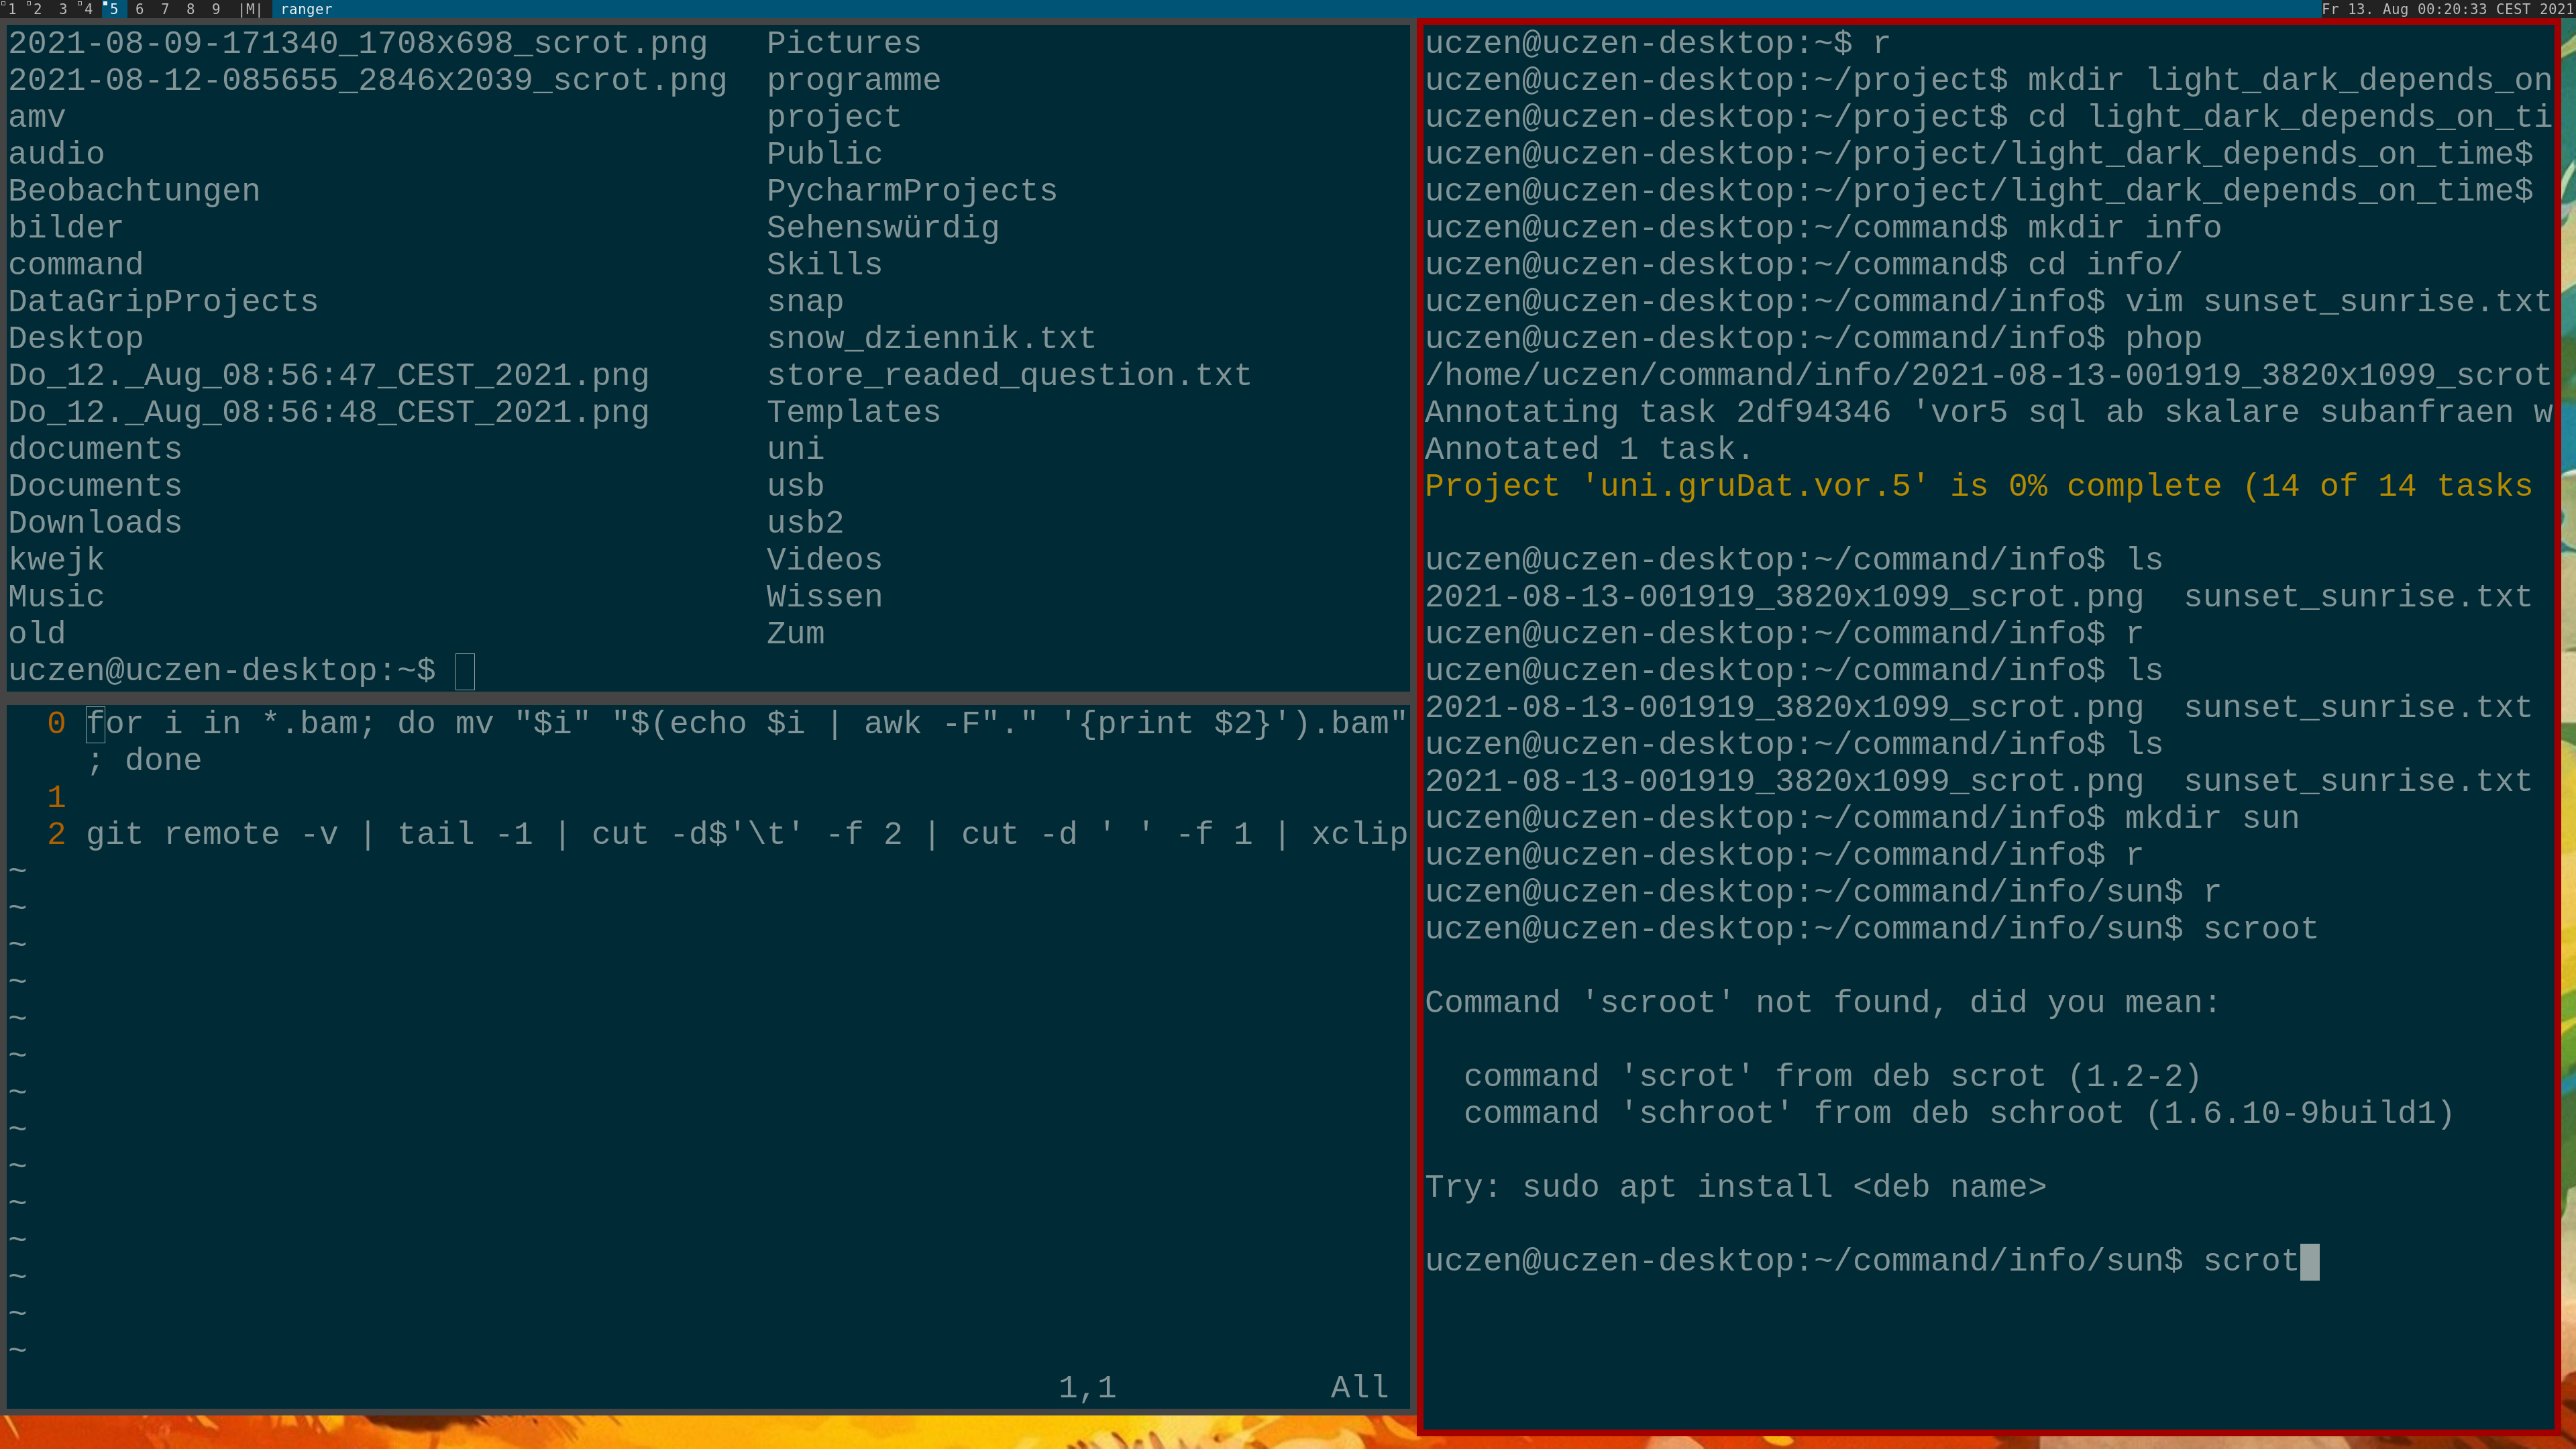 1 2 3 4 5 6 7 8 9 |M| ranger Fr 13. Aug 00:20:33 CEST 2021
2021-08-09-171340_1708x698_scrot.png Pictures
2021-08-12-085655_2846x2039_scrot.png programme
amv project
audio Public
Beobachtungen PycharmProjects
bilder Sehenswürdig
command Skills
DataGripProjects snap
Desktop snow_dziennik.txt
Do_12._Aug_08:56:47_CEST_2021.png store_readed_question.txt
Do_12._Aug_08:56:48_CEST_2021.png Templates
documents uni
Documents usb
Downloads usb2
kwejk Videos
Music Wissen
old Zum
uczen@uczen-desktop:~$
0 for i in *.bam; do mv "$i" "$(echo $i | awk -F"." '{print $2}').bam"
; done
1
2 git remote -v | tail -1 | cut -d$'\t' -f 2 | cut -d ' ' -f 1 | xclip
~
~
~
~
~
~
~
~
~
~
~
~
~
~
1,1 All
uczen@uczen-desktop:~$ r
uczen@uczen-desktop:~/project$ mkdir light_dark_depends_on
uczen@uczen-desktop:~/project$ cd light_dark_depends_on_ti
uczen@uczen-desktop:~/project/light_dark_depends_on_time$
uczen@uczen-desktop:~/project/light_dark_depends_on_time$
uczen@uczen-desktop:~/command$ mkdir info
uczen@uczen-desktop:~/command$ cd info/
uczen@uczen-desktop:~/command/info$ vim sunset_sunrise.txt
uczen@uczen-desktop:~/command/info$ phop
/home/uczen/command/info/2021-08-13-001919_3820x1099_scrot
Annotating task 2df94346 'vor5 sql ab skalare subanfraen w
Annotated 1 task.
Project 'uni.gruDat.vor.5' is 0% complete (14 of 14 tasks
uczen@uczen-desktop:~/command/info$ ls
2021-08-13-001919_3820x1099_scrot.png sunset_sunrise.txt
uczen@uczen-desktop:~/command/info$ r
uczen@uczen-desktop:~/command/info$ ls
2021-08-13-001919_3820x1099_scrot.png sunset_sunrise.txt
uczen@uczen-desktop:~/command/info$ ls
2021-08-13-001919_3820x1099_scrot.png sunset_sunrise.txt
uczen@uczen-desktop:~/command/info$ mkdir sun
uczen@uczen-desktop:~/command/info$ r
uczen@uczen-desktop:~/command/info/sun$ r
uczen@uczen-desktop:~/command/info/sun$ scroot
Command 'scroot' not found, did you mean:
command 'scrot' from deb scrot (1.2-2)
command 'schroot' from deb schroot (1.6.10-9build1)
Try: sudo apt install <deb name>
uczen@uczen-desktop:~/command/info/sun$ scrot